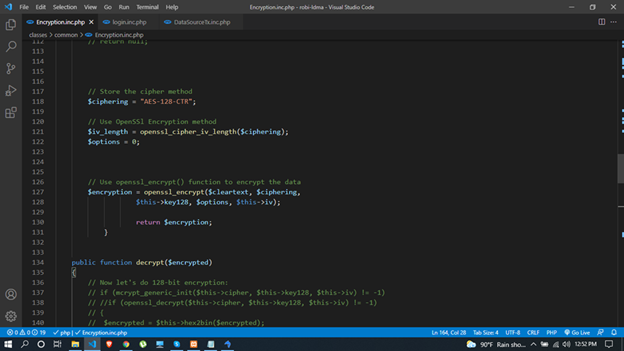 File Edit Selection View Go Run Terminal Help
Encryption.inc.php - robi-ldma - Visual Studio Code
Encryption.inc.php login.inc.php DataSourceTx.inc.php
classes > common > Encryption.inc.php
112 // return null;
113
114
115
116
117 // Store the cipher method
118 $ciphering = "AES-128-CTR";
119
120 // Use OpenSSl Encryption method
121 $iv_length = openssl_cipher_iv_length($ciphering);
122 $options = 0;
123
124
125
126 // Use openssl_encrypt() function to encrypt the data
127 $encryption = openssl_encrypt($cleartext, $ciphering,
128 $this->key128, $options, $this->iv);
129
130 return $encryption;
131 }
132
133
134 public function decrypt($encrypted)
135 {
136 // Now let's do 128-bit encryption:
137 // if (mcrypt_generic_init($this->cipher, $this->key128, $this->iv) != -1)
138 // //if (openssl_decrypt($this->cipher, $this->key128, $this->iv) != -1)
139 // {
140 // $encrypted = $this->hex2bin($encrypted);
0 0 19 php Encryption.inc.php Ln 164, Col 28 Tab Size: 4 UTF-8 CRLF PHP Go Live
90°F Rain sho... 12:52 PM